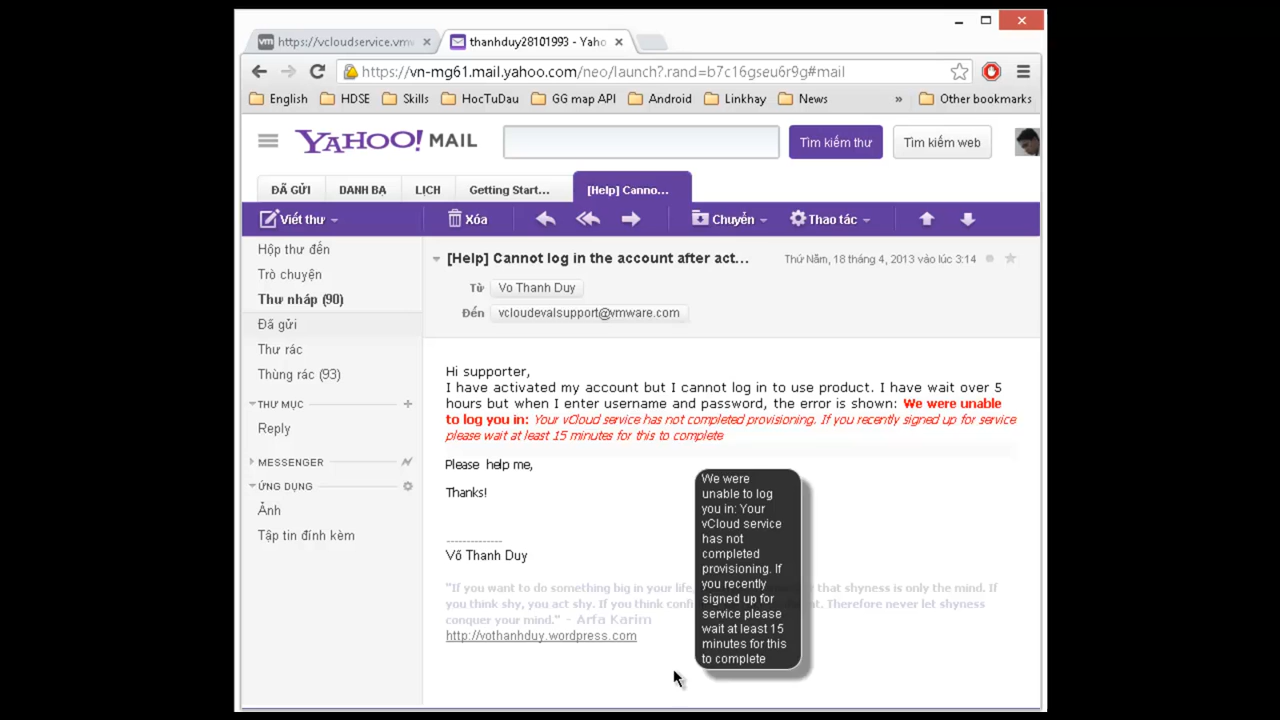 https://vcloudservice.vmw
thanhduy28101993 - Yaho
https://vn-mg61.mail.yahoo.com/neo/launch?.rand=b7c16gseu6r9g#mail
English HDSE Skills HocTuDau GG map API Android Linkhay News » Other bookmarks
YAHOO! MAIL
Tìm kiếm thư
Tìm kiếm web
ĐÃ GỬI DANH BẠ LỊCH Getting Start... [Help] Canno...
Viết thư Xóa Chuyển Thao tác
Hộp thư đến
Trò chuyện
Thư nháp (90)
Đã gửi
Thư rác
Thùng rác (93)
THƯ MỤC
Reply
MESSENGER
ỨNG DỤNG
Ảnh
Tập tin đính kèm
[Help] Cannot log in the account after act...
Thứ Năm, 18 tháng 4, 2013 vào lúc 3:14
Từ Vo Thanh Duy
Đến vcloudevalsupport@vmware.com
Hi supporter,
I have activated my account but I cannot log in to use product. I have wait over 5
hours but when I enter username and password, the error is shown: We were unable
to log you in: Your vCloud service has not completed provisioning. If you recently signed up for service
please wait at least 15 minutes for this to complete
Please help me,
Thanks!
--------------
Võ Thanh Duy
"If you want to do something big in your life, that shyness is only the mind. If
you think shy, you act shy. If you think confi t. Therefore never let shyness
conquer your mind." - Arfa Karim
http://vothanhduy.wordpress.com
We were
unable to log
you in: Your
vCloud service
has not
completed
provisioning. If
you recently
signed up for
service please
wait at least 15
minutes for this
to complete